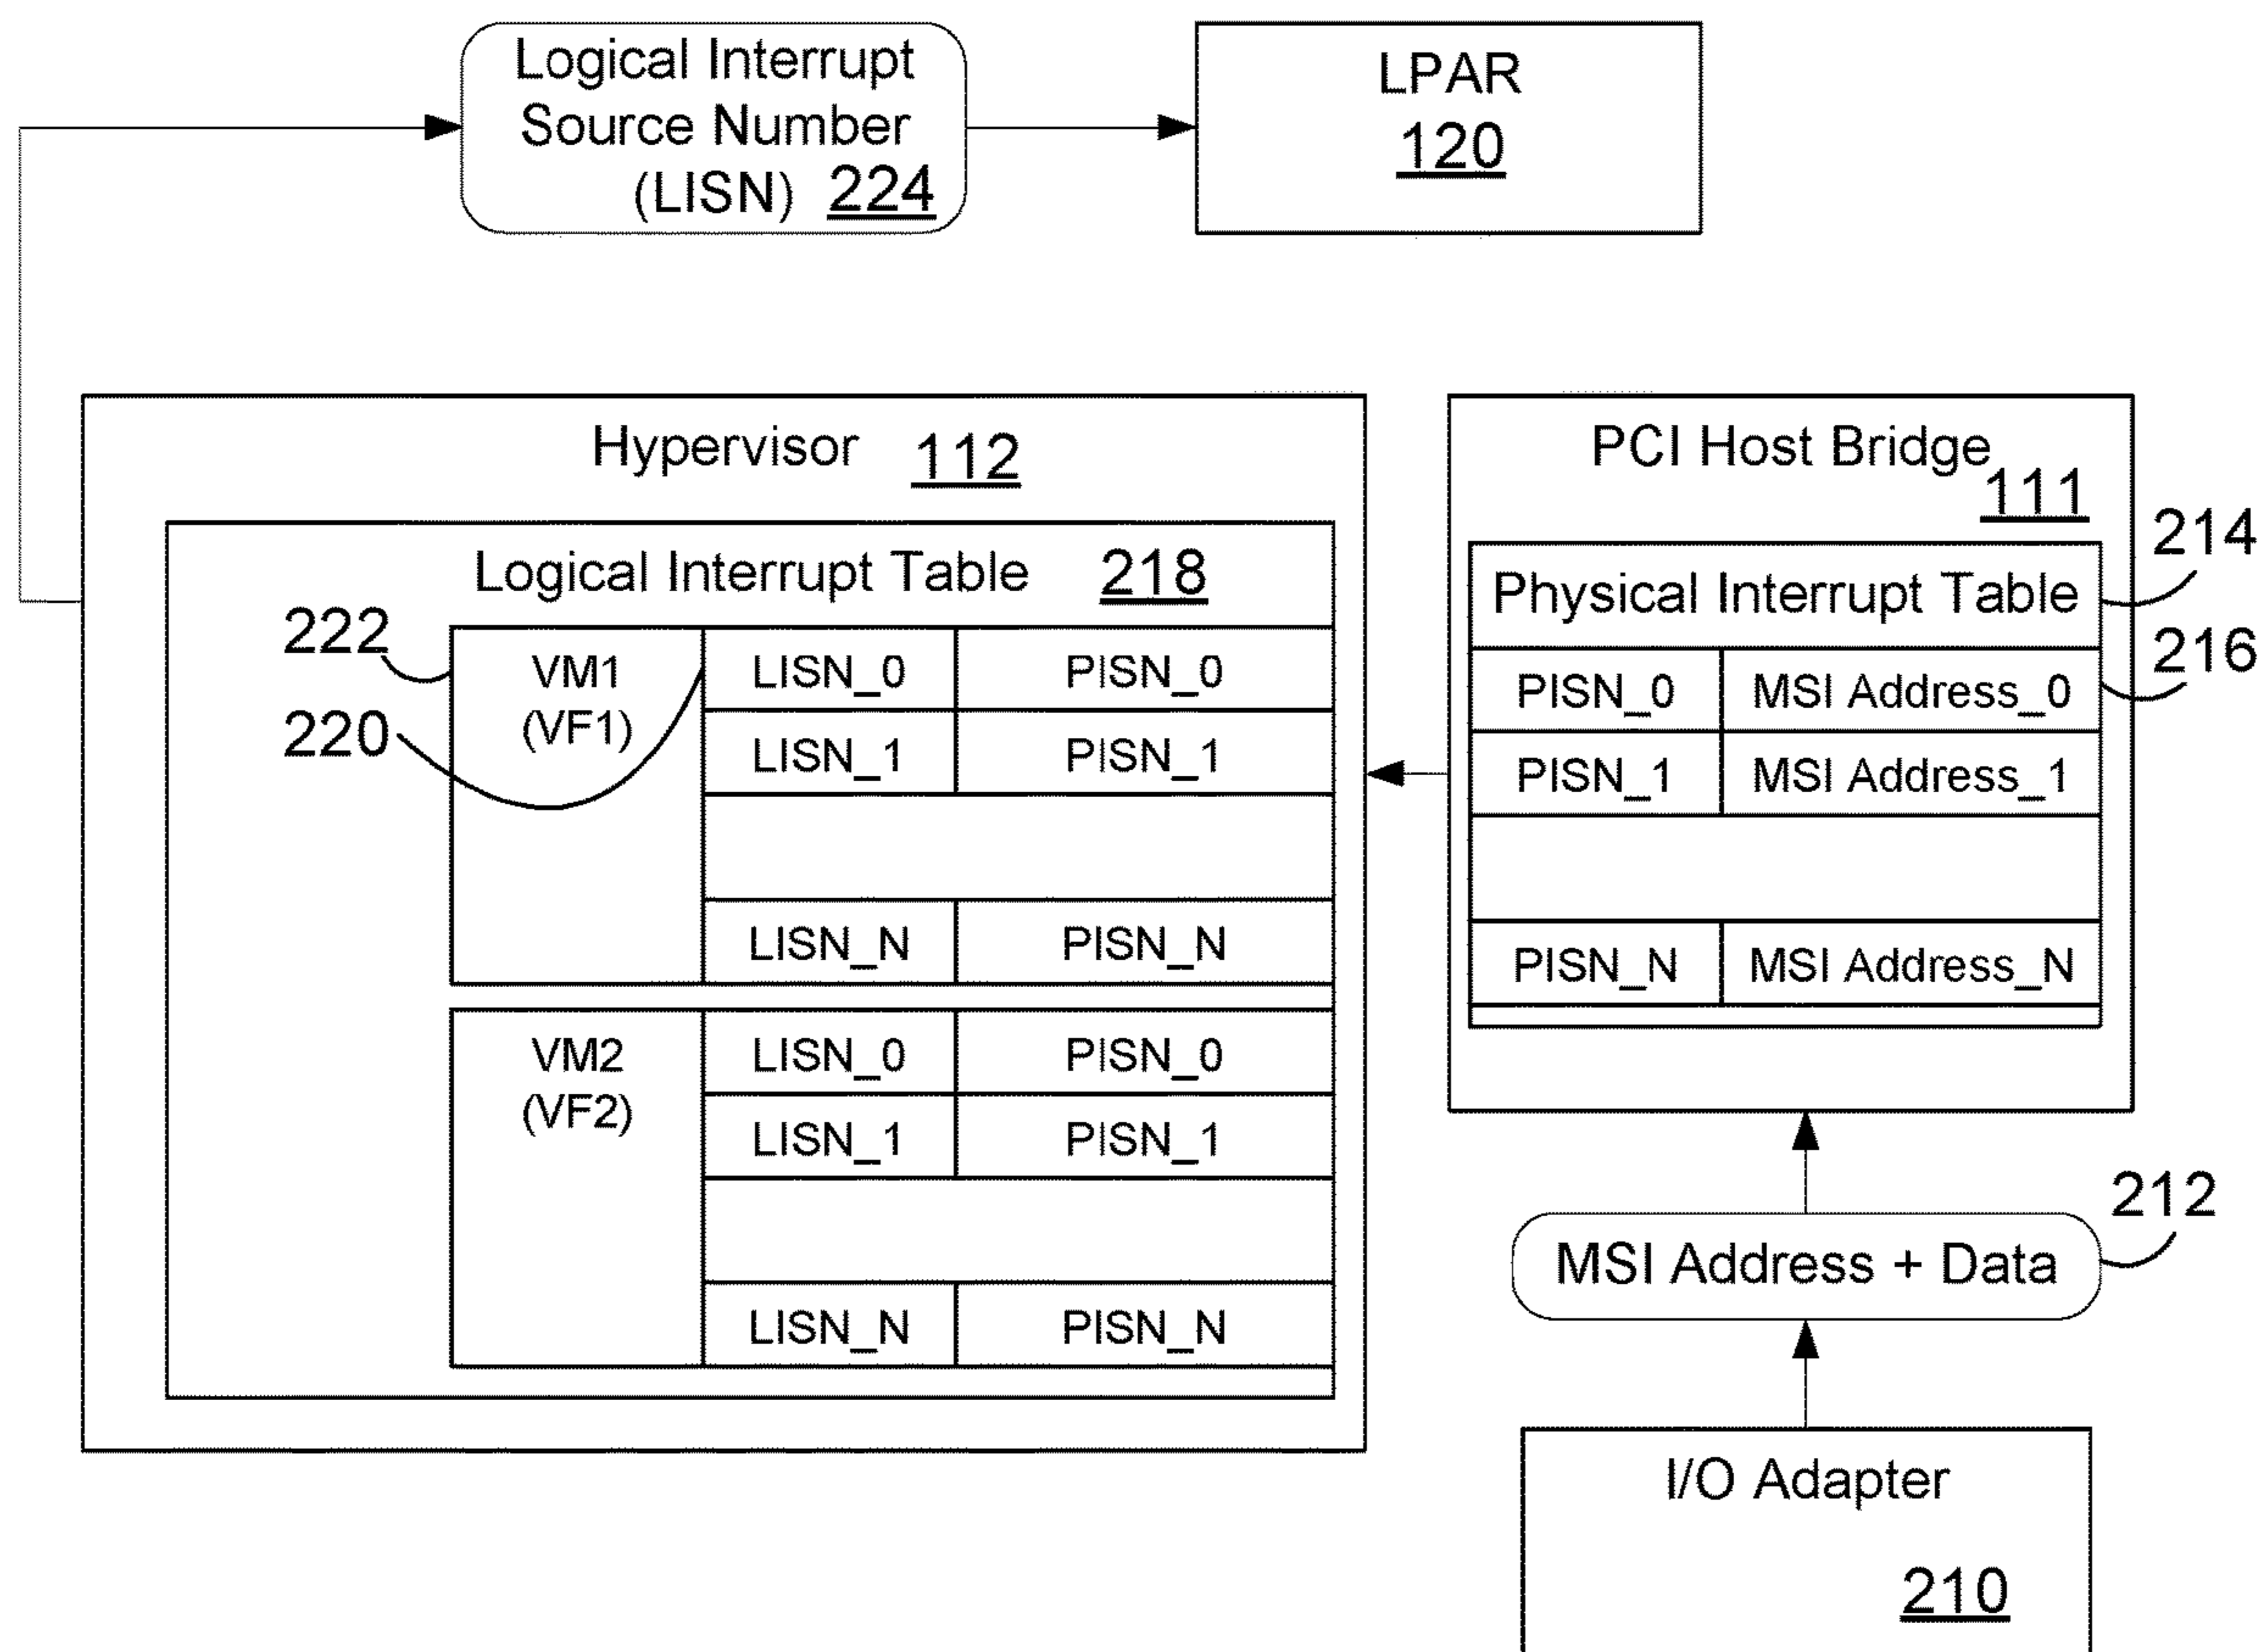 Logical Interrupt
Source Number
(LISN) 224
LPAR
120
Hypervisor 112
Logical Interrupt Table 218
222
220
VM1
(VF1)
LISN_0 PISN_0
LISN_1 PISN_1
LISN_N PISN_N
VM2
(VF2)
LISN_0 PISN_0
LISN_1 PISN_1
LISN_N PISN_N
PCI Host Bridge
111
214
Physical Interrupt Table
216
PISN_0 MSI Address_0
PISN_1 MSI Address_1
PISN_N MSI Address_N
212
MSI Address + Data
I/O Adapter
210